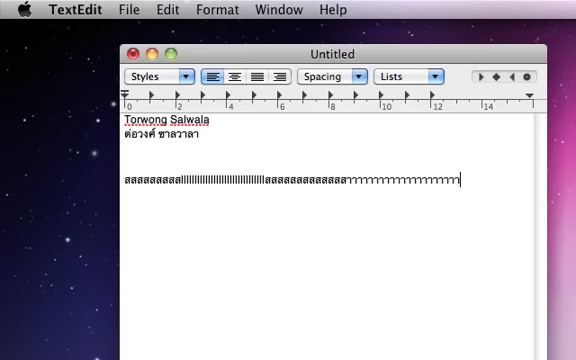 TextEdit File Edit Format Window Help
Untitled
Styles Spacing Lists
0 2 4 6 8 10 12 14
Torwong Salwala
ต่อวงศ์ ซาลวาลา